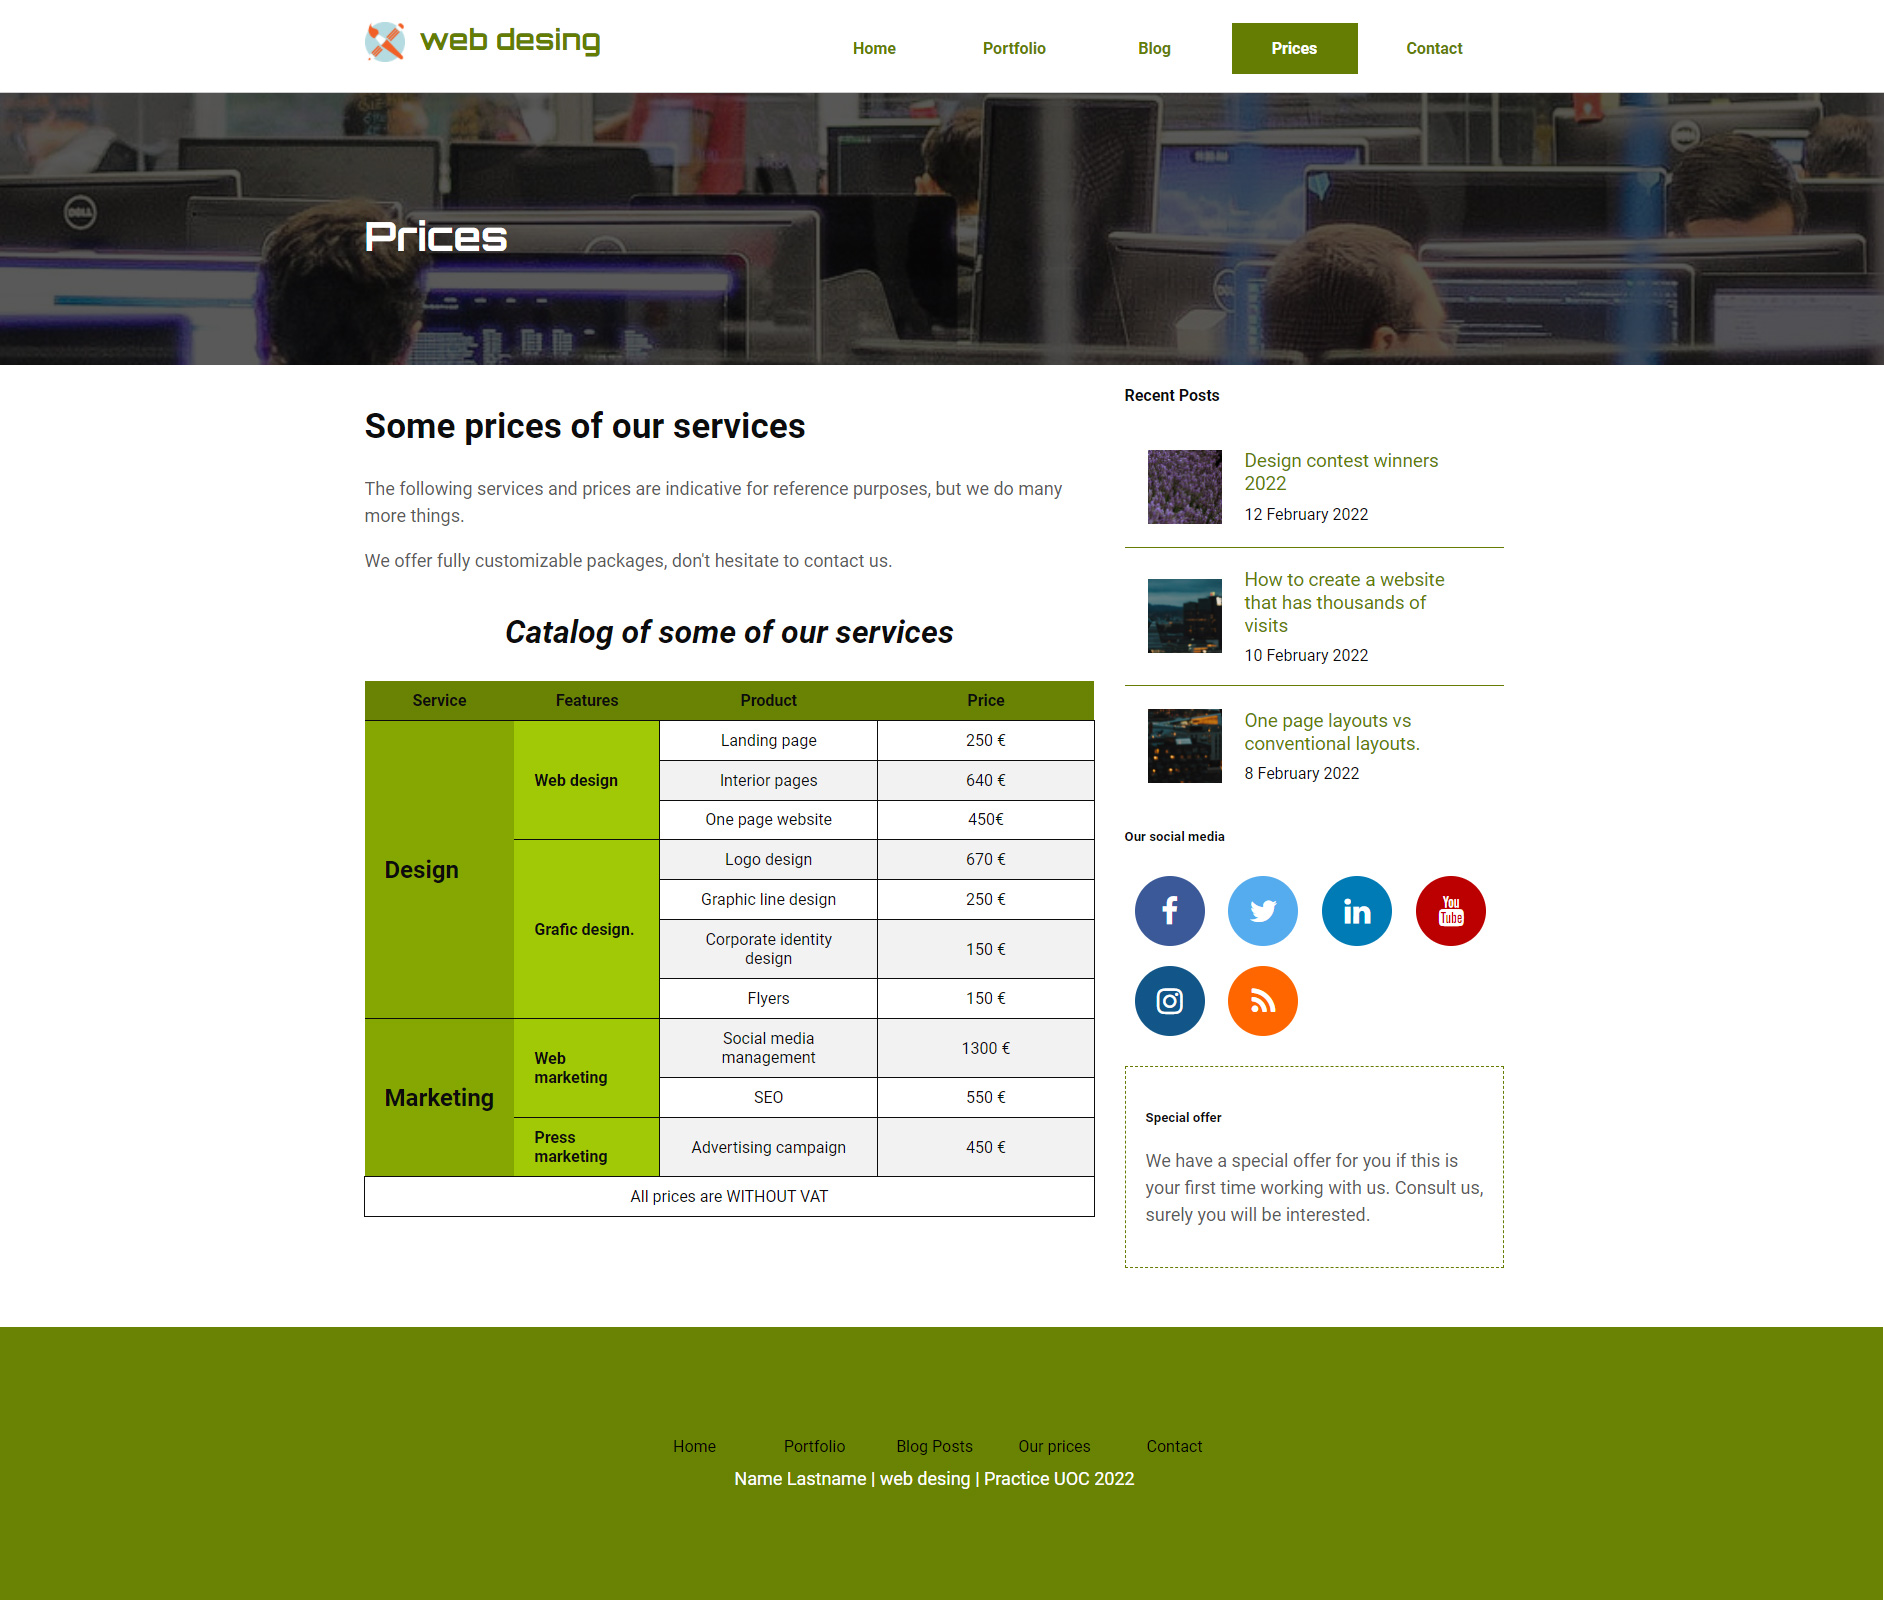 web desing
Home
Portfolio
Blog
Prices
Contact
DELL
Prices
Some prices of our services
The following services and prices are indicative for reference purposes, but we do many
more things.
We offer fully customizable packages, don't hesitate to contact us.
Catalog of some of our services
Service Features Product Price
Design
Web design
Landing page 250 €
Interior pages 640 €
One page website 450€
Grafic design.
Logo design 670 €
Graphic line design 250 €
Corporate identity
design
150 €
Flyers 150 €
Marketing
Web
marketing
Social media
management
1300 €
SEO 550 €
Press
marketing
Advertising campaign 450 €
All prices are WITHOUT VAT
Recent Posts
Design contest winners
2022
12 February 2022
How to create a website
that has thousands of
visits
10 February 2022
One page layouts vs
conventional layouts.
8 February 2022
Our social media
f
in
You
Tube
Special offer
We have a special offer for you if this is
your first time working with us. Consult us,
surely you will be interested.
Home Portfolio Blog Posts Our prices Contact
Name Lastname | web desing | Practice UOC 2022